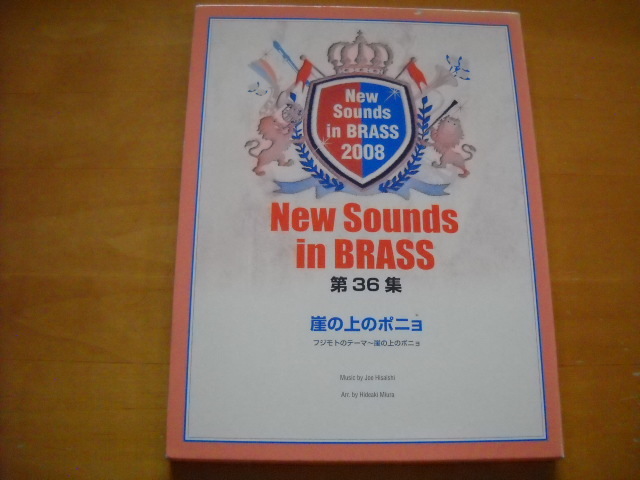 New
Sounds
in BRASS
2008
New Sounds
in BRASS
第36集
崖の上のポニョ
フジモトのテーマ~崖の上のポニョ
Music by Joe Hisaishi
Arr. by Hideaki Miura